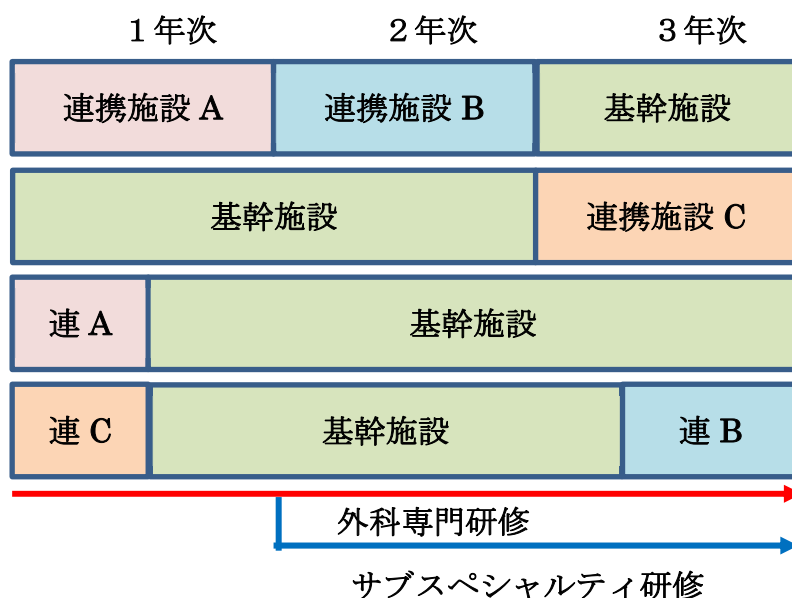 １年次 ２年次 ３年次
連携施設 A 連携施設 B 基幹施設
基幹施設 連携施設 C
連 A 基幹施設
連 C 基幹施設 連 B
外科専門研修
サブスペシャルティ研修